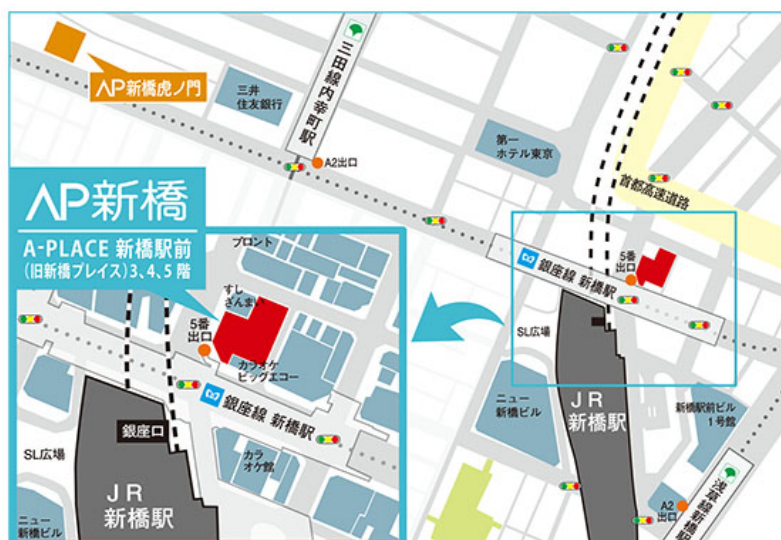 AP新橋虎ノ門
三井
住友銀行
三田線内幸町駅
A2出口
第一
ホテル東京
首都高速道路
AP新橋
A-PLACE 新橋駅前
(旧新橋プレイス)3、4、5階
5番
出口
銀座線 新橋駅
SL広場
ニュー
新橋ビル
JR
新橋駅
新橋駅前ビル
1号館
A2
出口
浅草線新橋駅
プロント
すし
ざんまい
5番
出口
カラオケ
ビッグエコー
銀座線 新橋駅
銀座口
SL広場
カラ
オケ館
JR
新橋駅
ニュー
新橋ビル